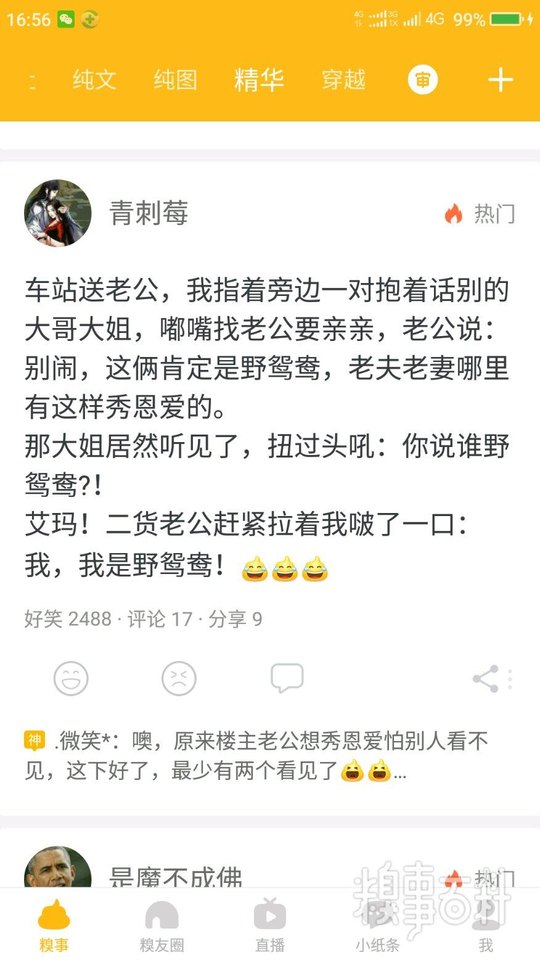 16:56 4G 99%
纯文 纯图 精华 穿越 审
青刺莓 热门
车站送老公，我指着旁边一对抱着话别的
大哥大姐，嘟嘴找老公要亲亲，老公说：
别闹，这俩肯定是野鸳鸯，老夫老妻哪里
有这样秀恩爱的。
那大姐居然听见了，扭过头吼：你说谁野
鸳鸯?！
艾玛！二货老公赶紧拉着我啵了一口：
我，我是野鸳鸯！😂😂😂
好笑 2488 · 评论 17 · 分享 9
神 .微笑*：噢，原来楼主老公想秀恩爱怕别人看不
见，这下好了，最少有两个看见了😆😆...
是魔不成佛 热门
糗事百科
糗事 糗友圈 直播 小纸条 我